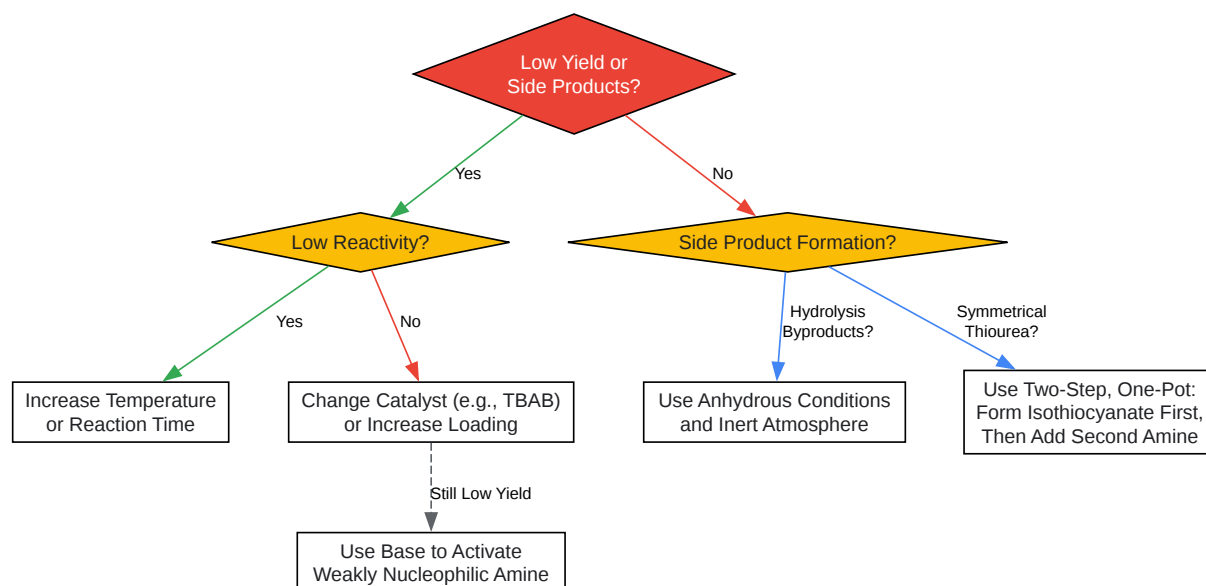 Low Yield or
Side Products?
Yes
No
Low Reactivity?
Side Product Formation?
Yes
No
Hydrolysis
Byproducts?
Symmetrical
Thiourea?
Increase Temperature
or Reaction Time
Change Catalyst (e.g., TBAB)
or Increase Loading
Use Anhydrous Conditions
and Inert Atmosphere
Use Two-Step, One-Pot:
Form Isothiocyanate First,
Then Add Second Amine
Still Low Yield
Use Base to Activate
Weakly Nucleophilic Amine